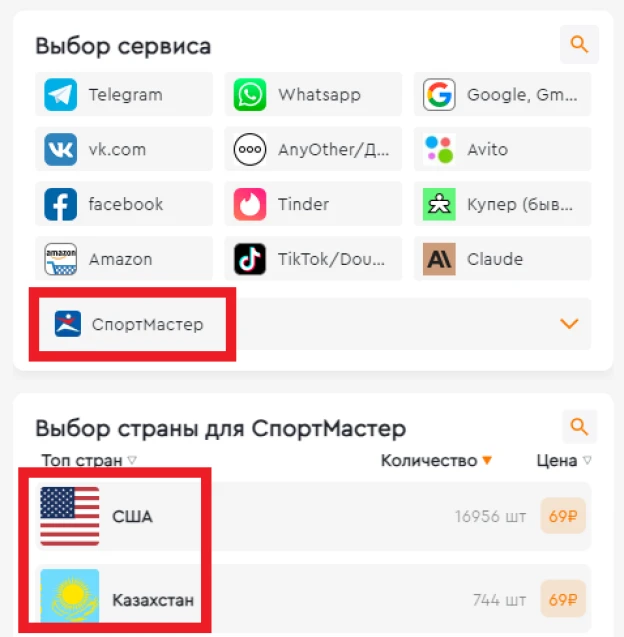 Выбор сервиса
Telegram Whatsapp Google, Gm...
vk.com AnyOther/Д... Avito
facebook Tinder Купер (быв...
amazon Amazon TikTok/Dou... Claude
СпортМастер
Выбор страны для СпортМастер
Топ стран Количество Цена
США 16956 шт 69₽
Казахстан 744 шт 69₽